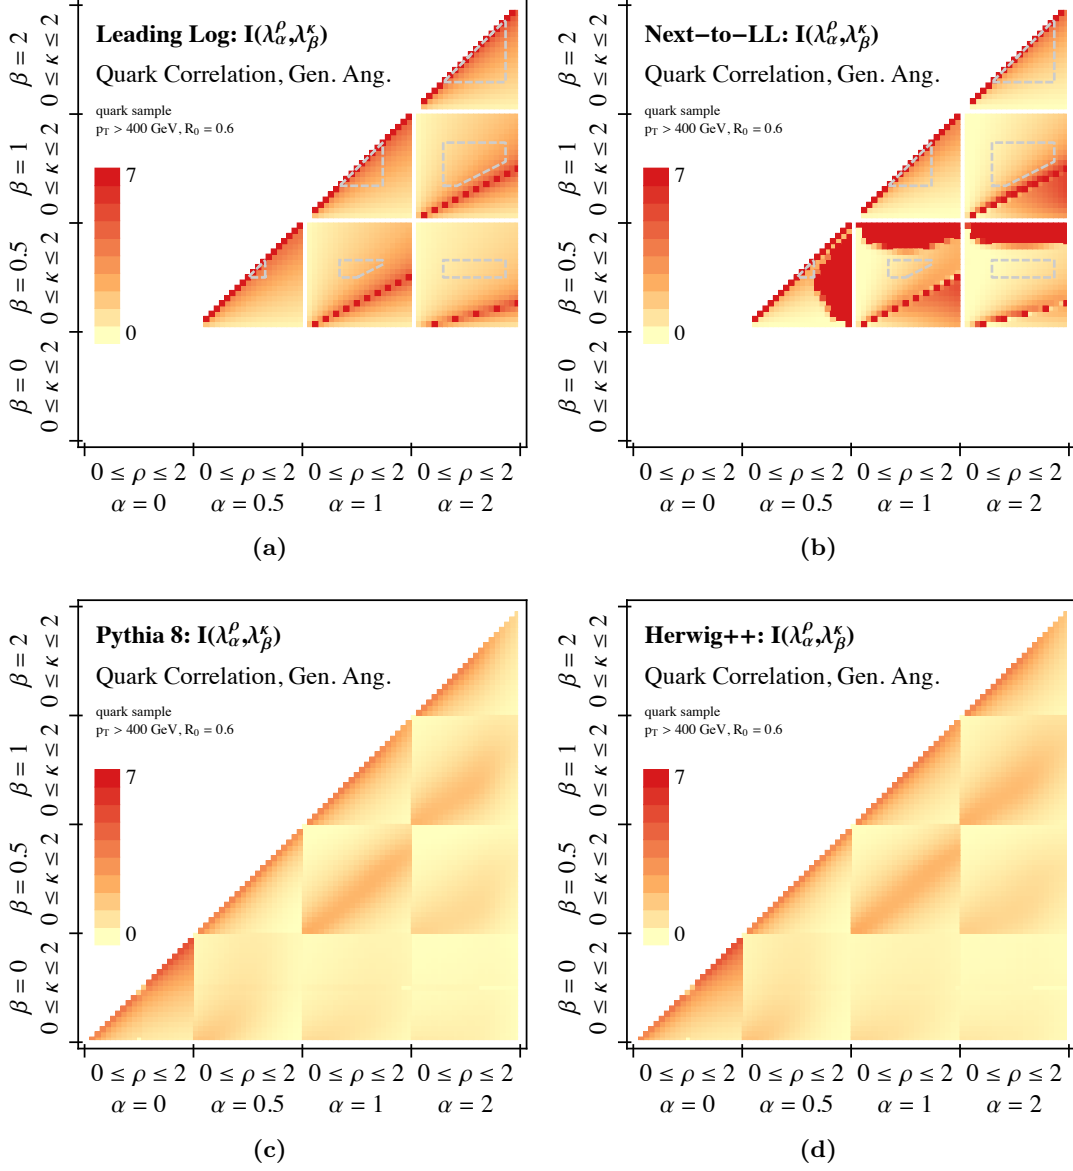 Leading Log: I(λ_α^ρ,λ_β^κ)
Quark Correlation, Gen. Ang.
quark sample
p_T > 400 GeV, R_0 = 0.6
7
0
β = 2
0 ≤ κ ≤ 2
β = 1
0 ≤ κ ≤ 2
β = 0.5
0 ≤ κ ≤ 2
β = 0
0 ≤ κ ≤ 2
0 ≤ ρ ≤ 2 0 ≤ ρ ≤ 2 0 ≤ ρ ≤ 2 0 ≤ ρ ≤ 2
α = 0 α = 0.5 α = 1 α = 2
(a)
Next−to−LL: I(λ_α^ρ,λ_β^κ)
Quark Correlation, Gen. Ang.
quark sample
p_T > 400 GeV, R_0 = 0.6
7
0
β = 2
0 ≤ κ ≤ 2
β = 1
0 ≤ κ ≤ 2
β = 0.5
0 ≤ κ ≤ 2
β = 0
0 ≤ κ ≤ 2
0 ≤ ρ ≤ 2 0 ≤ ρ ≤ 2 0 ≤ ρ ≤ 2 0 ≤ ρ ≤ 2
α = 0 α = 0.5 α = 1 α = 2
(b)
Pythia 8: I(λ_α^ρ,λ_β^κ)
Quark Correlation, Gen. Ang.
quark sample
p_T > 400 GeV, R_0 = 0.6
7
0
β = 2
0 ≤ κ ≤ 2
β = 1
0 ≤ κ ≤ 2
β = 0.5
0 ≤ κ ≤ 2
β = 0
0 ≤ κ ≤ 2
0 ≤ ρ ≤ 2 0 ≤ ρ ≤ 2 0 ≤ ρ ≤ 2 0 ≤ ρ ≤ 2
α = 0 α = 0.5 α = 1 α = 2
(c)
Herwig++: I(λ_α^ρ,λ_β^κ)
Quark Correlation, Gen. Ang.
quark sample
p_T > 400 GeV, R_0 = 0.6
7
0
β = 2
0 ≤ κ ≤ 2
β = 1
0 ≤ κ ≤ 2
β = 0.5
0 ≤ κ ≤ 2
β = 0
0 ≤ κ ≤ 2
0 ≤ ρ ≤ 2 0 ≤ ρ ≤ 2 0 ≤ ρ ≤ 2 0 ≤ ρ ≤ 2
α = 0 α = 0.5 α = 1 α = 2
(d)